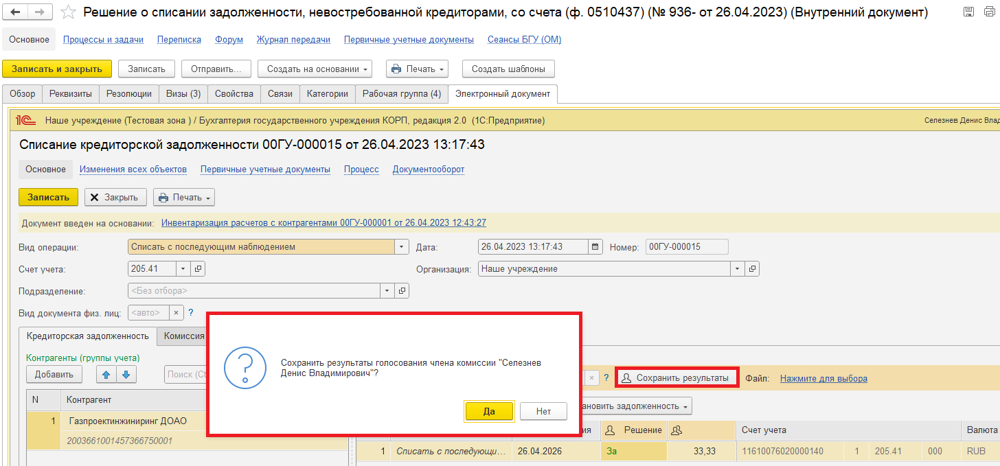 Решение о списании задолженности, невостребованной кредиторами, со счета (ф. 0510437) (№ 936- от 26.04.2023) (Внутренний документ)
Основное Процессы и задачи Переписка Форум Журнал передачи Первичные учетные документы Сеансы БГУ (ОМ)
Записать и закрыть Записать Отправить... Создать на основании Печать Создать шаблоны
Обзор Реквизиты Резолюции Визы (3) Свойства Связи Категории Рабочая группа (4) Электронный документ
1С Наше учреждение (Тестовая зона ) / Бухгалтерия государственного учреждения КОРП, редакция 2.0 (1С:Предприятие) Селезнев Денис Влад
Списание кредиторской задолженности 00ГУ-000015 от 26.04.2023 13:17:43
Основное Изменения всех объектов Первичные учетные документы Процесс Документооборот
Записать Закрыть Печать
Документ введен на основании: Инвентаризация расчетов с контрагентами 00ГУ-000001 от 26.04.2023 12:43:27
Вид операции: Списать с последующим наблюдением Дата: 26.04.2023 13:17:43 Номер: 00ГУ-000015
Счет учета: 205.41 Организация: Наше учреждение
Подразделение: <Без отбора>
Вид документа физ. лиц: <авто> × ?
Кредиторская задолженность Комиссия
Контрагенты (группы учета)
Сохранить результаты голосования члена комиссии "Селезнев
Денис Владимирович"?
Добавить Поиск (Ct × ? Сохранить результаты Файл: Нажмите для выбора
N Контрагент
Да Нет
ановить задолженность
1 Газпроектинжиниринг ДОАО
ия Решение Счет учета Валюта
2003661001457366750001
1 Списать с последующи... 26.04.2026 За 33,33 11610076020000140 1 205.41 000 RUB